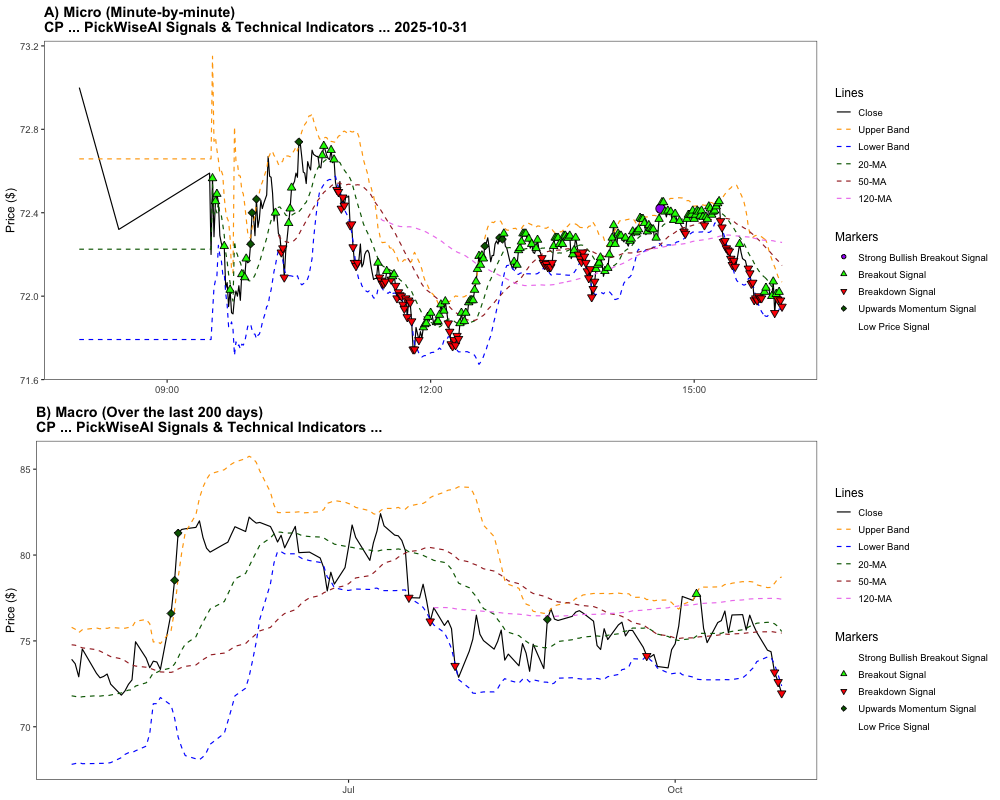 A) Micro (Minute-by-minute)
CP ... PickWiseAI Signals & Technical Indicators ... 2025-10-31
73.2
72.8
72.4
72.0
71.6
Price ($)
09:00
12:00
15:00
Lines
Close
Upper Band
Lower Band
20-MA
50-MA
120-MA
Markers
Strong Bullish Breakout Signal
Breakout Signal
Breakdown Signal
Upwards Momentum Signal
Low Price Signal
B) Macro (Over the last 200 days)
CP ... PickWiseAI Signals & Technical Indicators ...
85
80
75
70
Price ($)
Jul
Oct
Lines
Close
Upper Band
Lower Band
20-MA
50-MA
120-MA
Markers
Strong Bullish Breakout Signal
Breakout Signal
Breakdown Signal
Upwards Momentum Signal
Low Price Signal